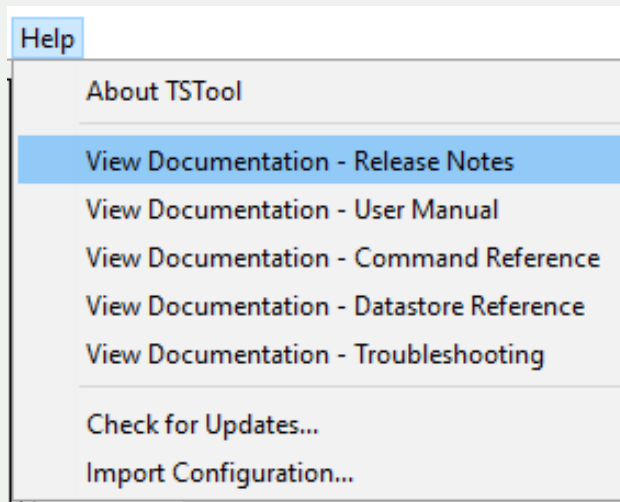 Help
About TSTool
View Documentation - Release Notes
View Documentation - User Manual
View Documentation - Command Reference
View Documentation - Datastore Reference
View Documentation - Troubleshooting
Check for Updates...
Import Configuration...